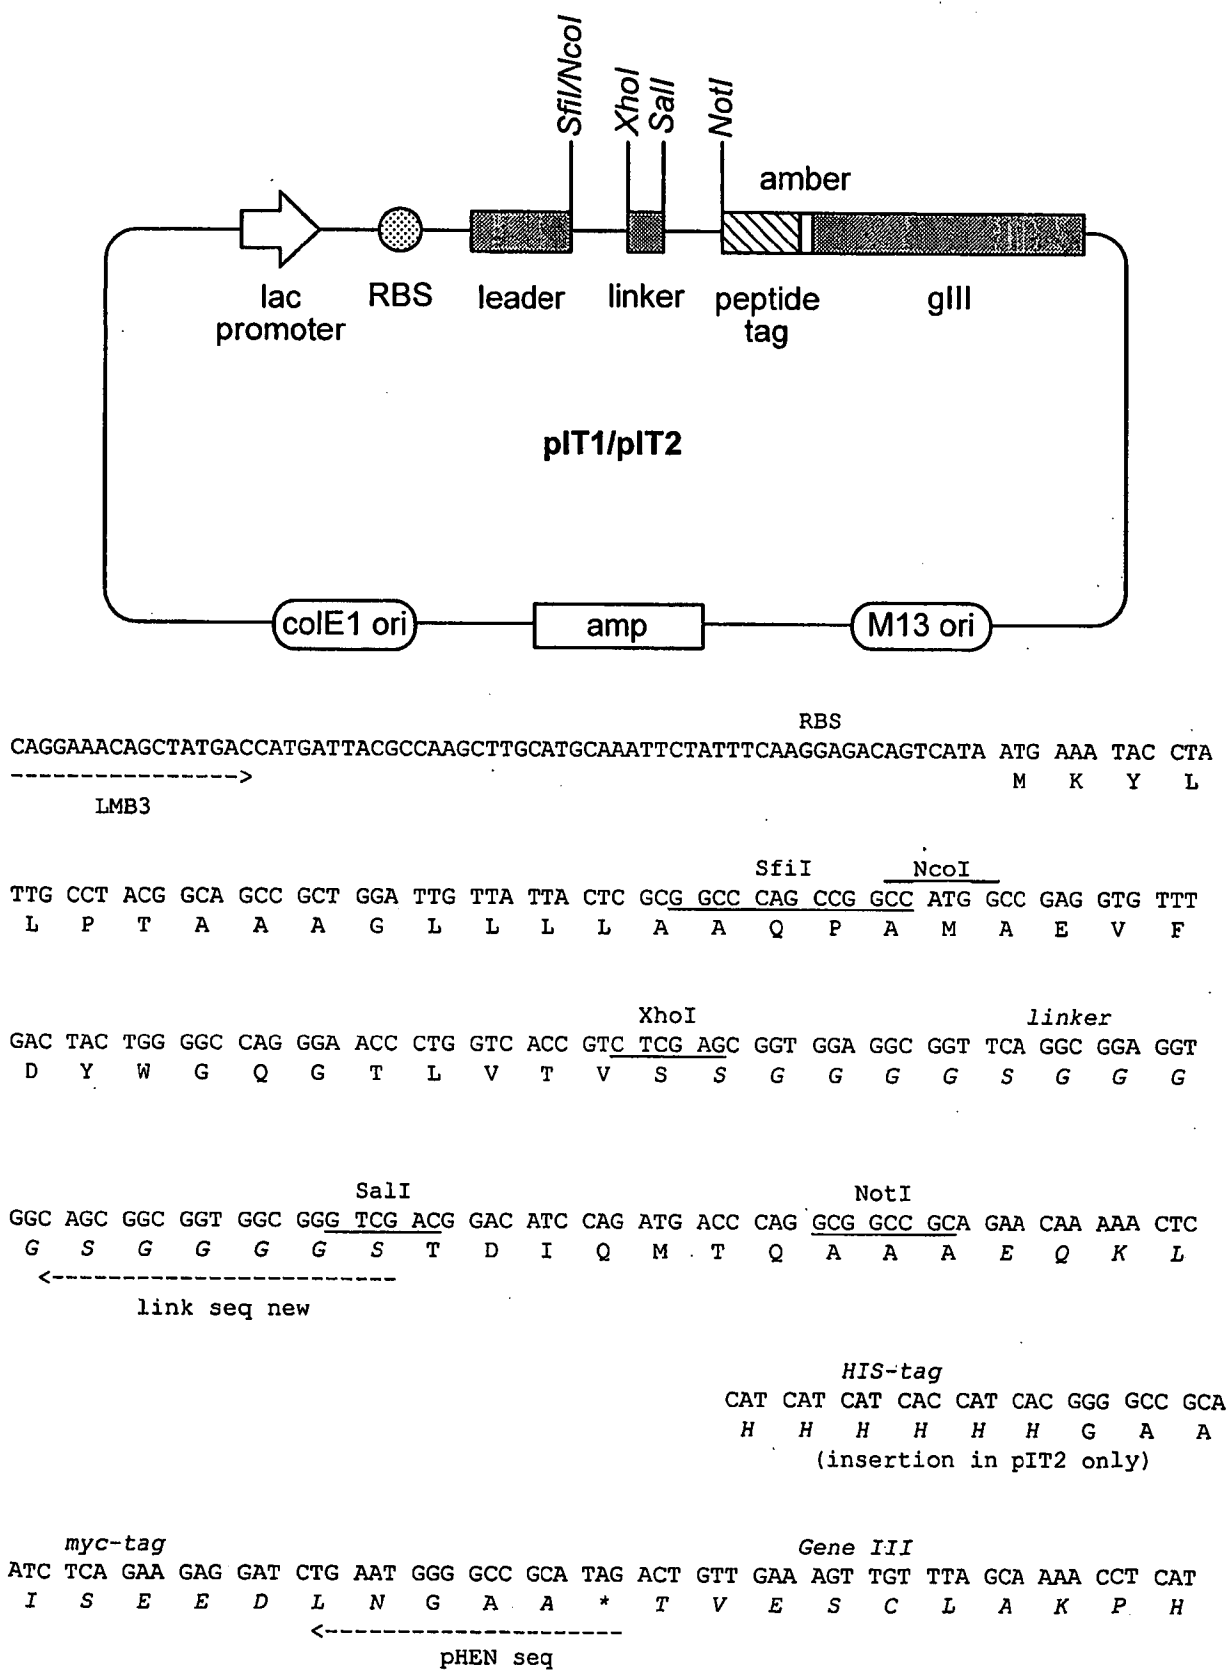 SfiI/NcoI
XhoI
SalI
NotI
amber
lac
promoter
RBS
leader
linker
peptide
tag
gIII
pIT1/pIT2
colE1 ori
amp
M13 ori
RBS
CAGGAAACAGCTATGACCATGATTACGCCAAGCTTGCATGCAAATTCTATTTCAAGGAGACAGTCATA ATG AAA TAC CTA
M K Y L
LMB3
SfiI NcoI
TTG CCT ACG GCA GCC GCT GGA TTG TTA TTA CTC GCG GCC CAG CCG GCC ATG GCC GAG GTG TTT
L P T A A A G L L L L A A Q P A M A E V F
XhoI linker
GAC TAC TGG GGC CAG GGA ACC CTG GTC ACC GTC TCG AGC GGT GGA GGC GGT TCA GGC GGA GGT
D Y W G Q G T L V T V S S G G G G S G G G
SalI NotI
GGC AGC GGC GGT GGC GGG TCG ACG GAC ATC CAG ATG ACC CAG GCG GCC GCA GAA CAA AAA CTC
G S G G G G S T D I Q M T Q A A A E Q K L
link seq new
HIS-tag
CAT CAT CAT CAC CAT CAC GGG GCC GCA
H H H H H H G A A
(insertion in pIT2 only)
myc-tag Gene III
ATC TCA GAA GAG GAT CTG AAT GGG GCC GCA TAG ACT GTT GAA AGT TGT TTA GCA AAA CCT CAT
I S E E D L N G A A * T V E S C L A K P H
pHEN seq